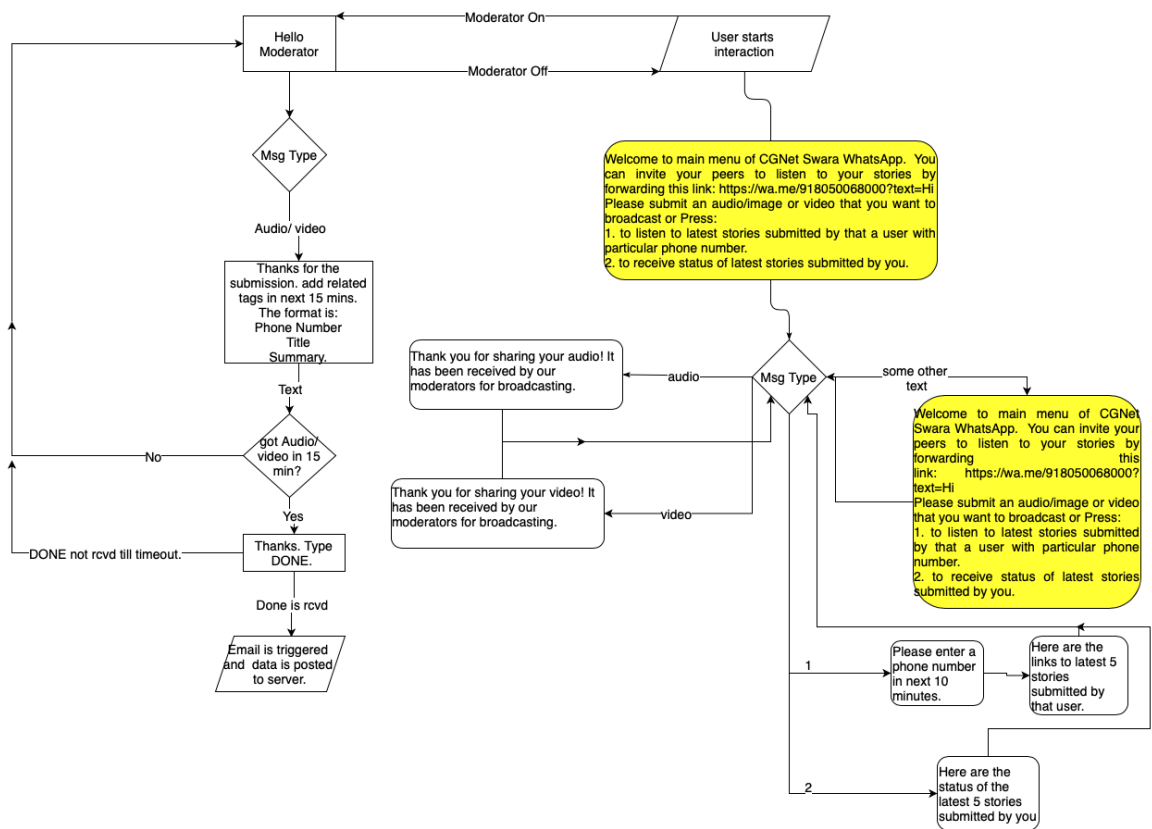 Moderator On
Hello
Moderator
User starts
interaction
Moderator Off
Msg Type
Audio/ video
Thanks for the
submission. add related
tags in next 15 mins.
The format is:
Phone Number
Title
Summary.
Text
got Audio/
video in 15
min?
No
Yes
Thanks. Type
DONE.
DONE not rcvd till timeout.
Done is rcvd
Email is triggered
and data is posted
to server.
Welcome to main menu of CGNet Swara WhatsApp. You
can invite your peers to listen to your stories by
forwarding this link: https://wa.me/918050068000?text=Hi
Please submit an audio/image or video that you want to
broadcast or Press:
1. to listen to latest stories submitted by that a user with
particular phone number.
2. to receive status of latest stories submitted by you.
Msg Type
audio
Thank you for sharing your audio! It
has been received by our
moderators for broadcasting.
video
Thank you for sharing your video! It
has been received by our
moderators for broadcasting.
some other
text
Welcome to main menu of CGNet
Swara WhatsApp. You can invite your
peers to listen to your stories by
forwarding this
link: https://wa.me/918050068000?
text=Hi
Please submit an audio/image or video
that you want to broadcast or Press:
1. to listen to latest stories submitted
by that a user with particular phone
number.
2. to receive status of latest stories
submitted by you.
1
Please enter a
phone number
in next 10
minutes.
Here are the
links to latest 5
stories
submitted by
that user.
2
Here are the
status of the
latest 5 stories
submitted by you